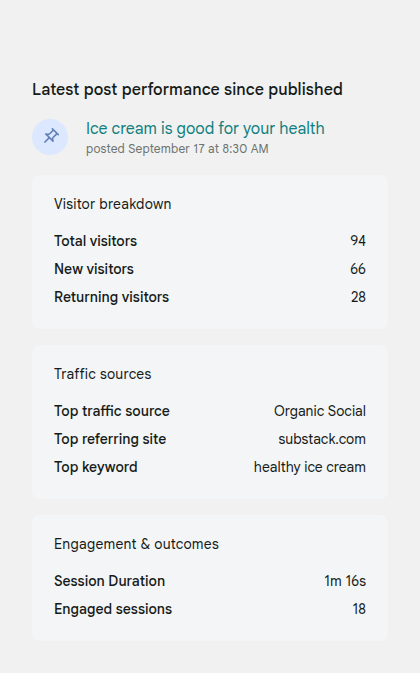 Latest post performance since published
Ice cream is good for your health
posted September 17 at 8:30 AM
Visitor breakdown
Total visitors 94
New visitors 66
Returning visitors 28
Traffic sources
Top traffic source Organic Social
Top referring site substack.com
Top keyword healthy ice cream
Engagement & outcomes
Session Duration 1m 16s
Engaged sessions 18